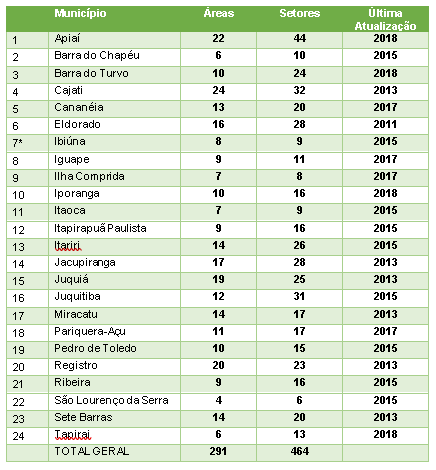 Município Áreas Setores Última Atualização
1 Apiaí 22 44 2018
2 Barra do Chapéu 6 10 2015
3 Barra do Turvo 10 24 2018
4 Cajati 24 32 2013
5 Cananéia 13 20 2017
6 Eldorado 16 28 2011
7* Ibiúna 8 9 2015
8 Iguape 9 11 2017
9 Ilha Comprida 7 8 2017
10 Iporanga 10 16 2018
11 Itaoca 7 9 2015
12 Itapirapuã Paulista 9 16 2015
13 Itariri 14 26 2015
14 Jacupiranga 17 28 2013
15 Juquiá 19 25 2013
16 Juquitiba 12 31 2015
17 Miracatu 14 17 2013
18 Pariquera-Açu 11 17 2017
19 Pedro de Toledo 10 15 2015
20 Registro 20 23 2013
21 Ribeira 9 16 2015
22 São Lourenço da Serra 4 6 2015
23 Sete Barras 14 20 2013
24 Tapirai 6 13 2018
TOTAL GERAL 291 464